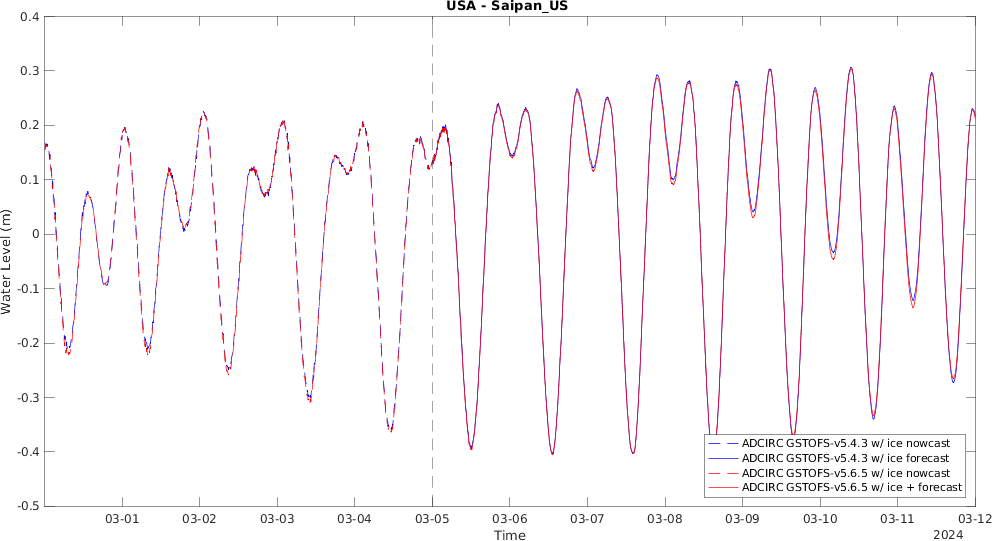 USA - Saipan_US
0.4
0.3
0.2
0.1
0
-0.1
-0.2
-0.3
-0.4
-0.5
Water Level (m)
ADCIRC GSTOFS-v5.4.3 w/ ice nowcast
ADCIRC GSTOFS-v5.4.3 w/ ice forecast
ADCIRC GSTOFS-v5.6.5 w/ ice nowcast
ADCIRC GSTOFS-v5.6.5 w/ ice + forecast
03-01 03-02 03-03 03-04 03-05 03-06 03-07 03-08 03-09 03-10 03-11 03-12
Time
2024